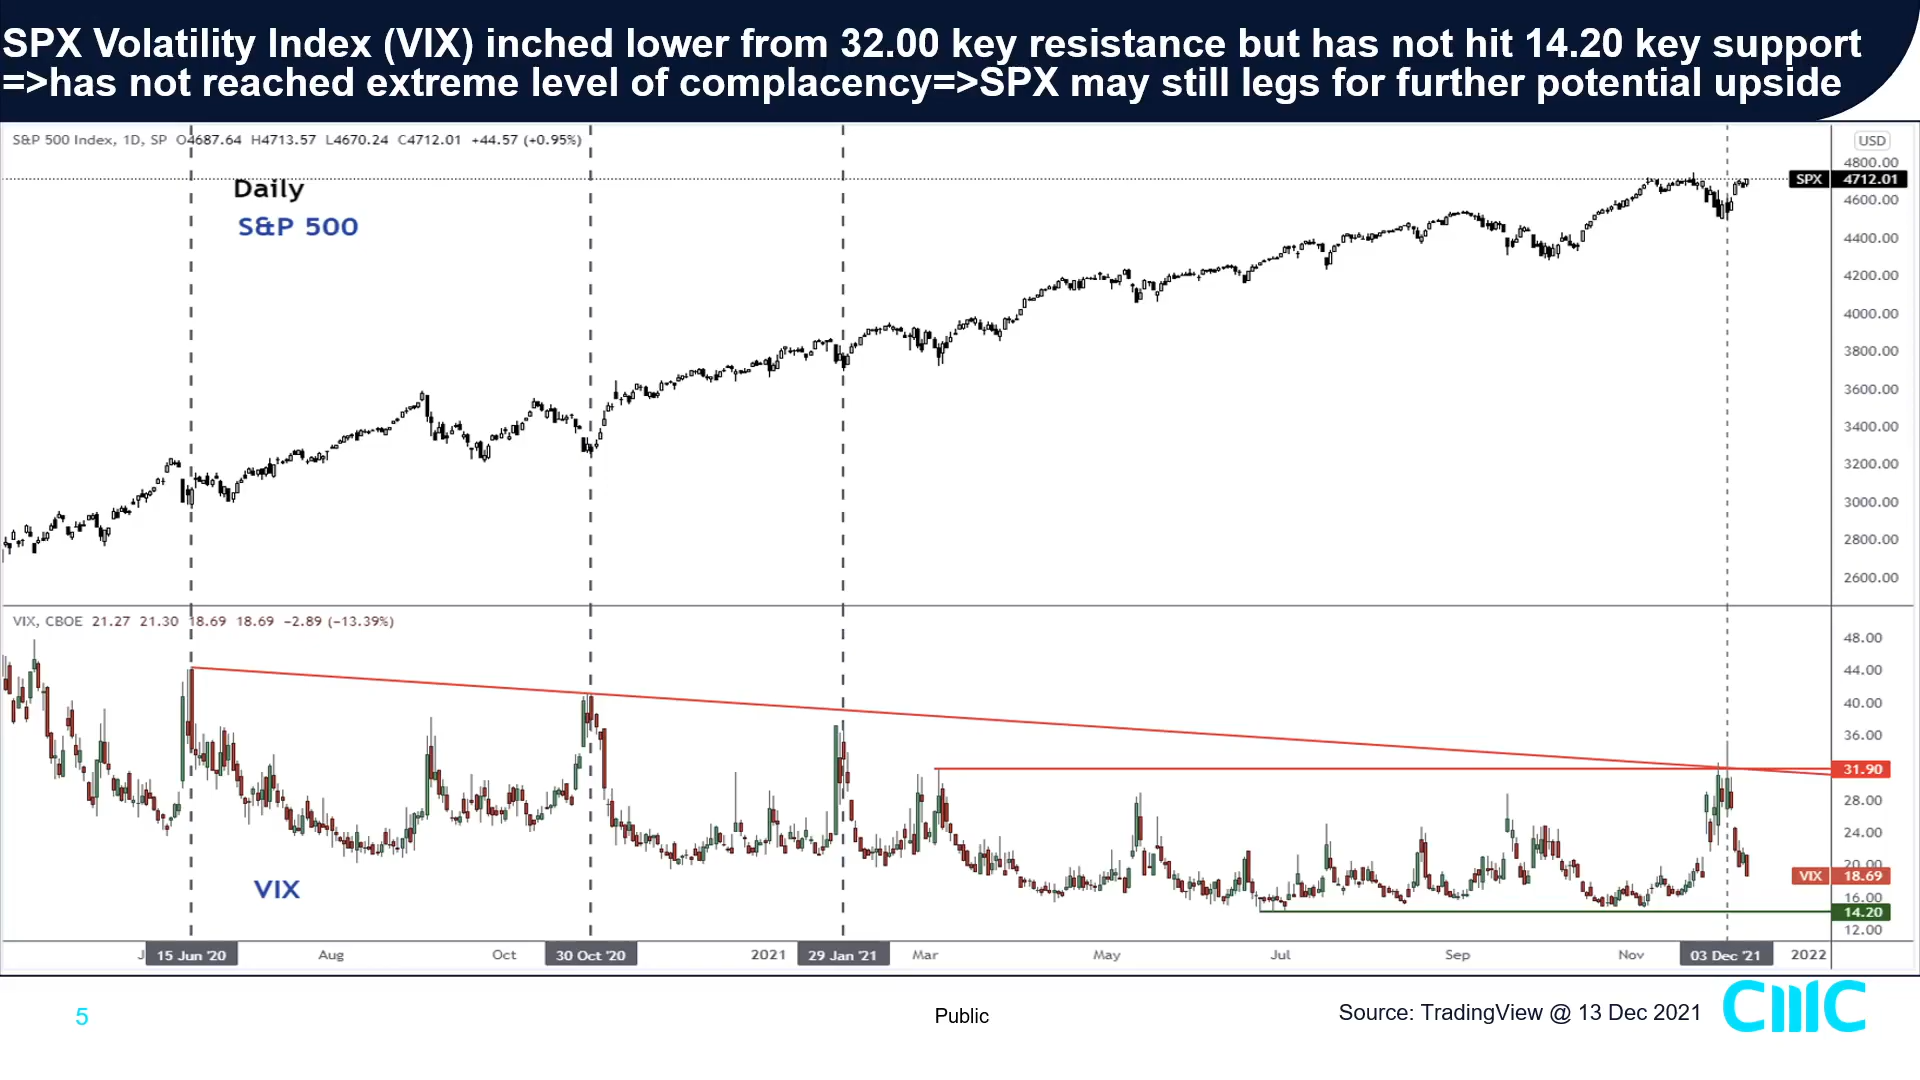 SPX Volatility Index (VIX) inched lower from 32.00 key resistance but has not hit 14.20 key support
=>has not reached extreme level of complacency=>SPX may still legs for further potential upside
S&P 500 Index, 1D, SP O4687.64 H4713.57 L4670.24 C4712.01 +44.57 (+0.95%)
USD
Daily
S&P 500
4800.00
SPX 4712.01
4600.00
4400.00
4200.00
4000.00
3800.00
3600.00
3400.00
3200.00
3000.00
2800.00
2600.00
VIX, CBOE 21.27 21.30 18.69 18.69 −2.89 (−13.39%)
48.00
44.00
40.00
36.00
31.90
28.00
24.00
20.00
VIX 18.69
16.00
14.20
12.00
VIX
15 Jun '20 Aug Oct 30 Oct '20 2021 29 Jan '21 Mar May Jul Sep Nov 03 Dec '21 2022
5
Public
Source: TradingView @ 13 Dec 2021
CMC